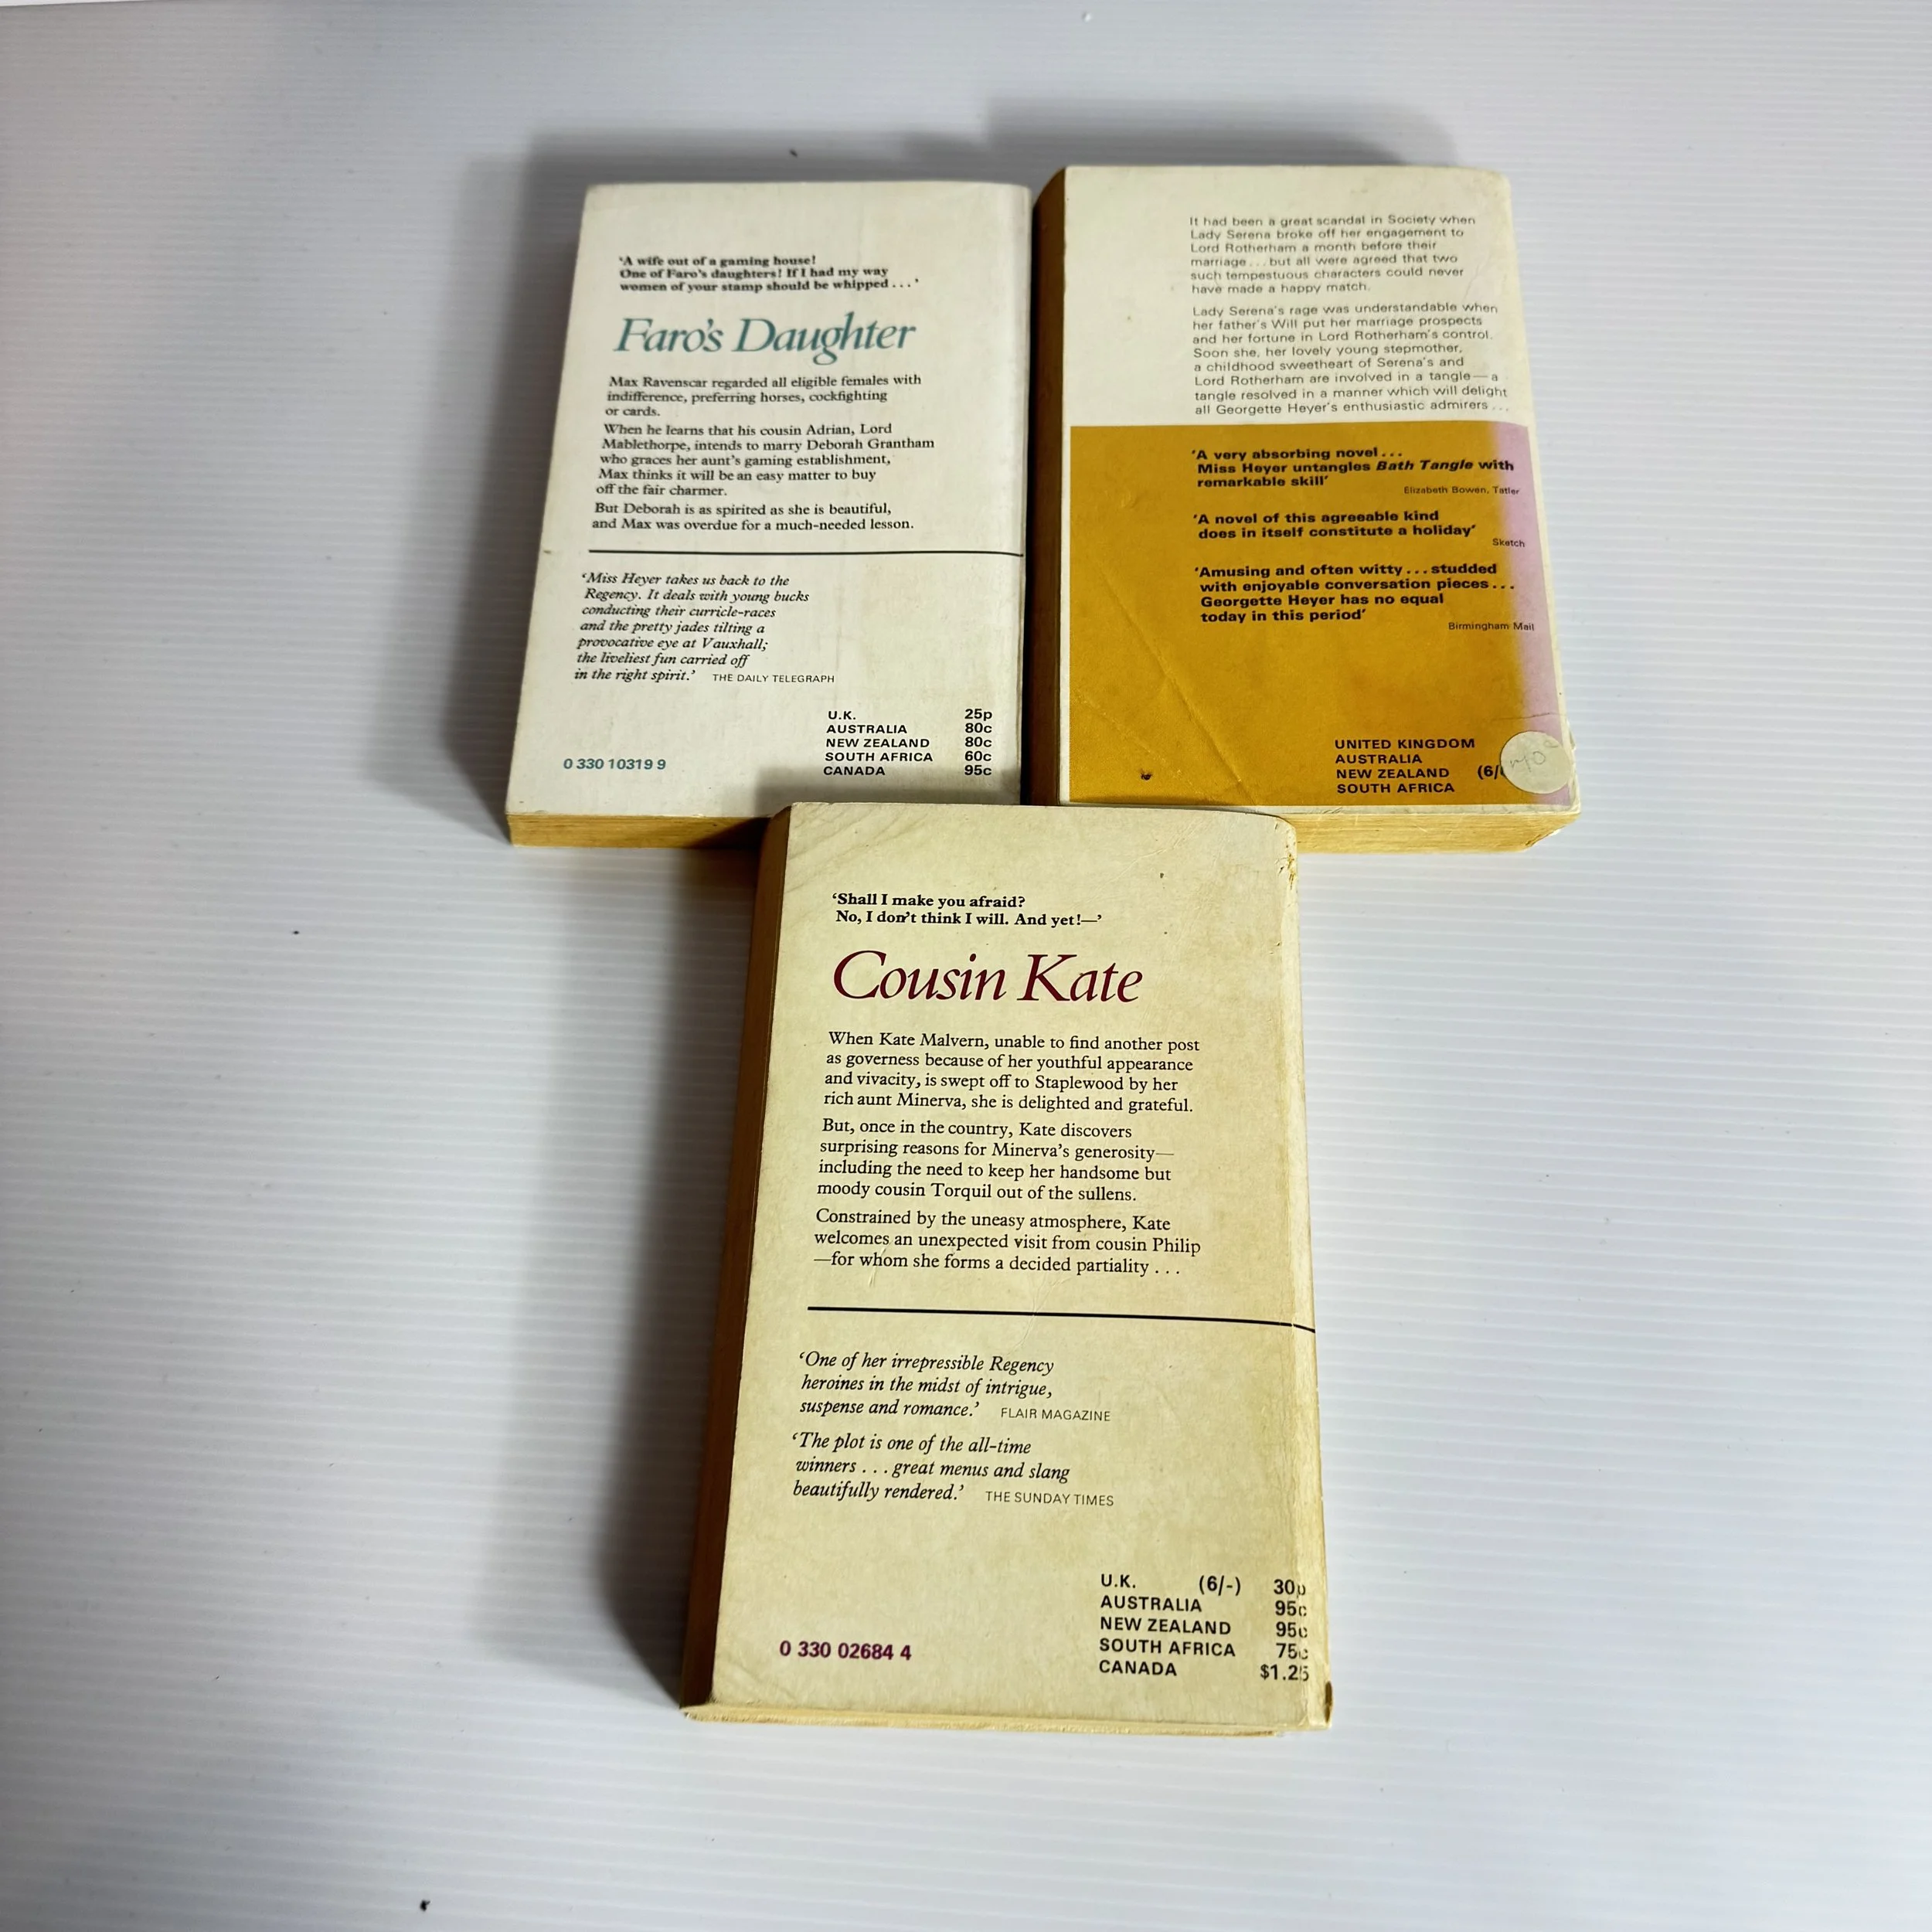 ‘A wife out of a gaming house!
One of Faro's daughters! If I had my way
women of your stamp should be whipped . . . ’
Faro's Daughter
Max Ravenscar regarded all eligible females with
indifference, preferring horses, cockfighting
or cards.
When he learns that his cousin Adrian, Lord
Mablethorpe, intends to marry Deborah Grantham
who graces her aunt's gaming establishment,
Max thinks it will be an easy matter to buy
off the fair charmer.
But Deborah is as spirited as she is beautiful,
and Max was overdue for a much-needed lesson.
‘Miss Heyer takes us back to the
Regency. It deals with young bucks
conducting their curricle-races
and the pretty jades tilting a
provocative eye at Vauxhall;
the liveliest fun carried off
in the right spirit.’ THE DAILY TELEGRAPH
U.K. 25p
AUSTRALIA 80c
NEW ZEALAND 80c
SOUTH AFRICA 60c
CANADA 95c
0 330 10319 9
It had been a great scandal in Society when
Lady Serena broke off her engagement to
Lord Rotherham a month before their
marriage . . . but all were agreed that two
such tempestuous characters could never
have made a happy match.
Lady Serena's rage was understandable when
her father's Will put her marriage prospects
and her fortune in Lord Rotherham's control.
Soon she, her lovely young stepmother,
a childhood sweetheart of Serena's and
Lord Rotherham are involved in a tangle—a
tangle resolved in a manner which will delight
all Georgette Heyer's enthusiastic admirers . . .
‘A very absorbing novel . . .
Miss Heyer untangles Bath Tangle with
remarkable skill’
Elizabeth Bowen, Tatler
‘A novel of this agreeable kind
does in itself constitute a holiday’
Sketch
‘Amusing and often witty . . . studded
with enjoyable conversation pieces . . .
Georgette Heyer has no equal
today in this period’
Birmingham Mail
UNITED KINGDOM
AUSTRALIA
NEW ZEALAND (6/
SOUTH AFRICA
‘Shall I make you afraid?
No, I don't think I will. And yet!—’
Cousin Kate
When Kate Malvern, unable to find another post
as governess because of her youthful appearance
and vivacity, is swept off to Staplewood by her
rich aunt Minerva, she is delighted and grateful.
But, once in the country, Kate discovers
surprising reasons for Minerva's generosity—
including the need to keep her handsome but
moody cousin Torquil out of the sullens.
Constrained by the uneasy atmosphere, Kate
welcomes an unexpected visit from cousin Philip
—for whom she forms a decided partiality . . .
‘One of her irrepressible Regency
heroines in the midst of intrigue,
suspense and romance.’ FLAIR MAGAZINE
‘The plot is one of the all-time
winners . . . great menus and slang
beautifully rendered.’ THE SUNDAY TIMES
U.K. (6/-) 30p
AUSTRALIA 95c
NEW ZEALAND 95c
SOUTH AFRICA 75c
CANADA $1.25
0 330 02684 4